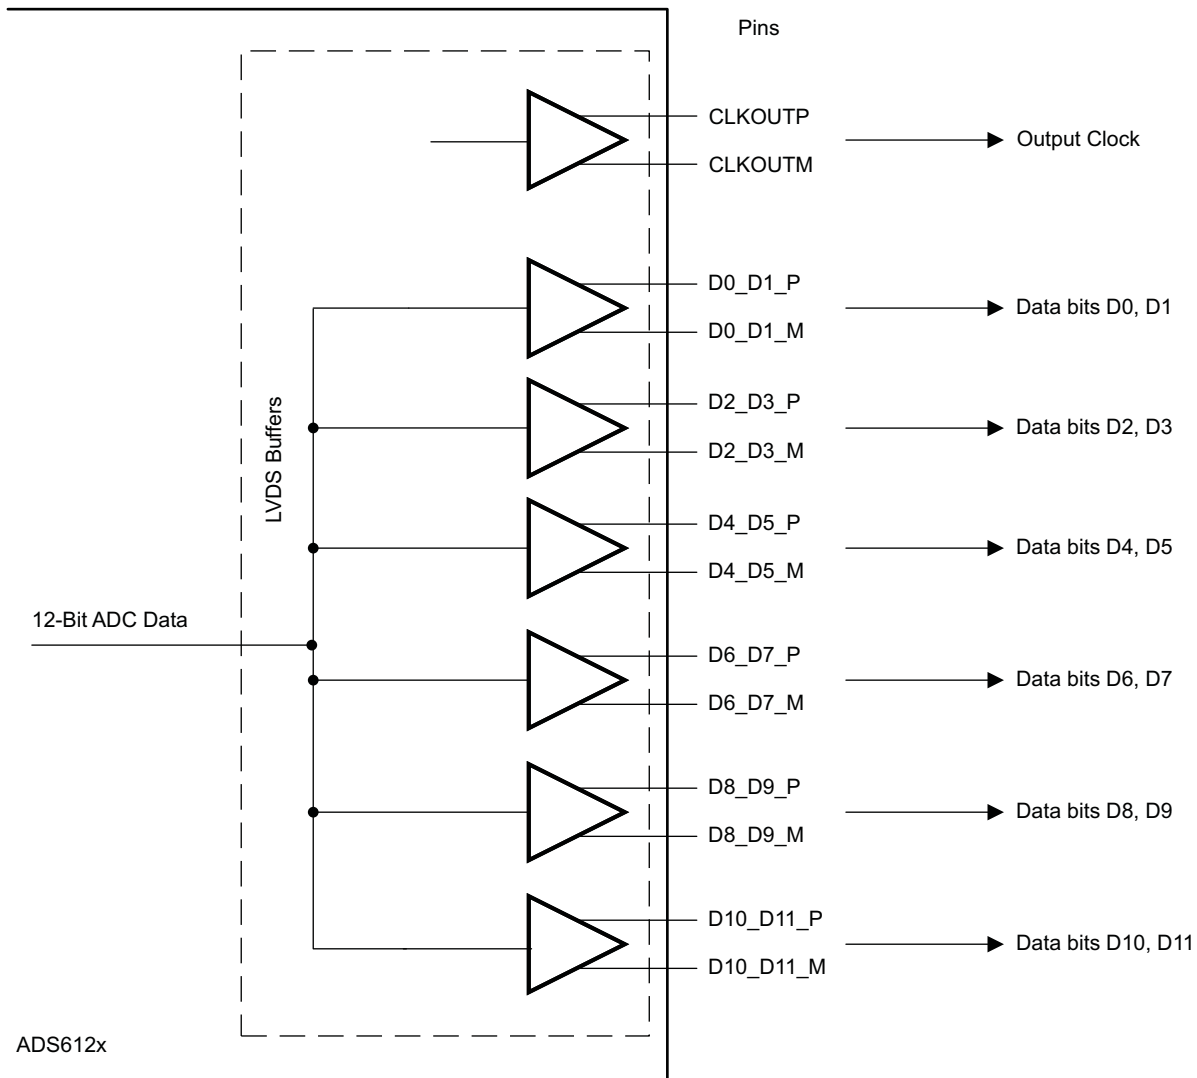 Pins
CLKOUTP
Output Clock
CLKOUTM
D0_D1_P
Data bits D0, D1
D0_D1_M
D2_D3_P
Data bits D2, D3
D2_D3_M
LVDS Buffers
D4_D5_P
Data bits D4, D5
D4_D5_M
12-Bit ADC Data
D6_D7_P
Data bits D6, D7
D6_D7_M
D8_D9_P
Data bits D8, D9
D8_D9_M
D10_D11_P
Data bits D10, D11
D10_D11_M
ADS612x